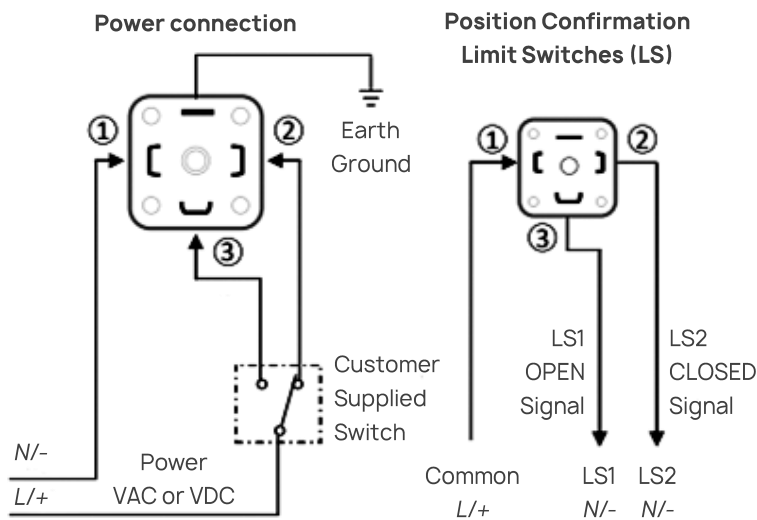 Power connection
①
②
Earth
Ground
③
Customer
Supplied
Switch
N/-
Power
L/+
VAC or VDC
Position Confirmation
Limit Switches (LS)
①
②
③
LS1
OPEN
Signal
LS2
CLOSED
Signal
Common
L/+
LS1
N/-
LS2
N/-